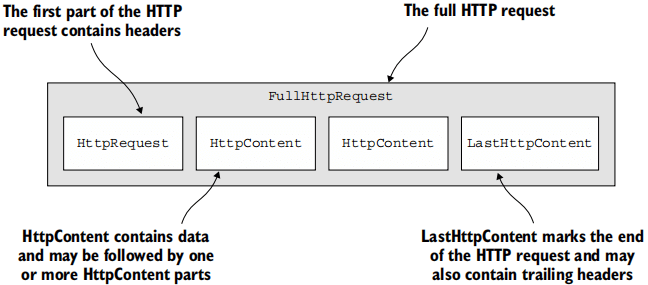 The first part of the HTTP
request contains headers
The full HTTP request
FullHttpRequest
HttpRequest
HttpContent
HttpContent
LastHttpContent
HttpContent contains data
and may be followed by one
or more HttpContent parts
LastHttpContent marks the end
of the HTTP request and may
also contain trailing headers